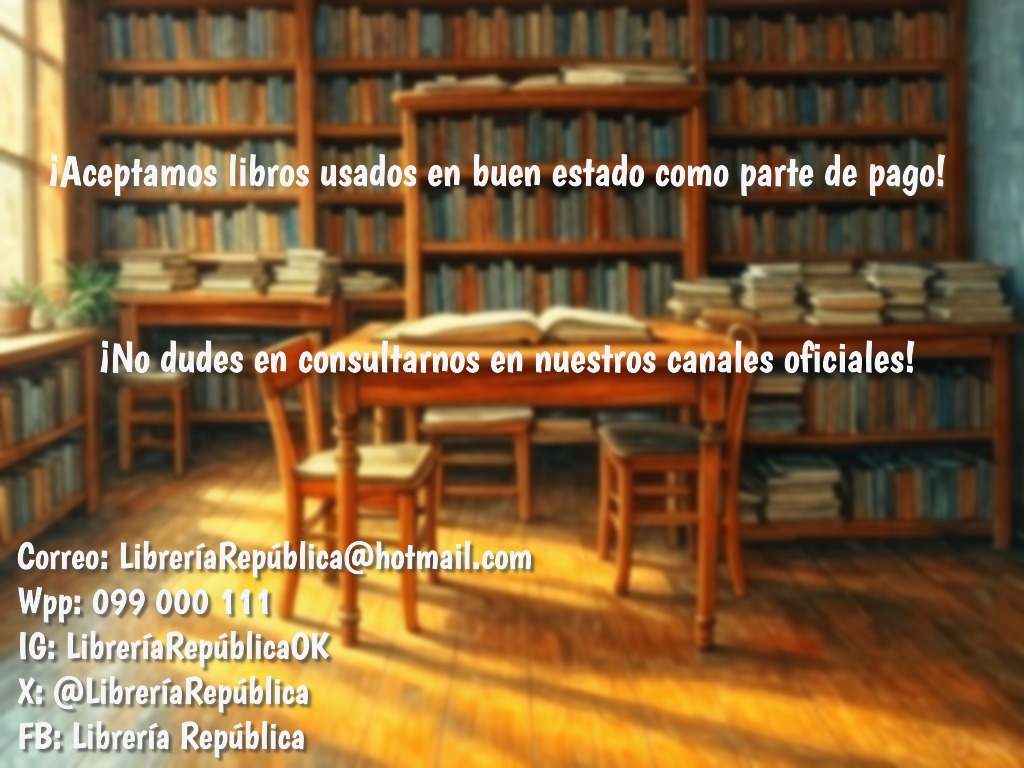 ¡Aceptamos libros usados en buen estado como parte de pago!
¡No dudes en consultarnos en nuestros canales oficiales!
Correo: LibreríaRepública@hotmail.com
Wpp: 099 000 111
IG: LibreríaRepúblicaOK
X: @LibreríaRepública
FB: Librería República